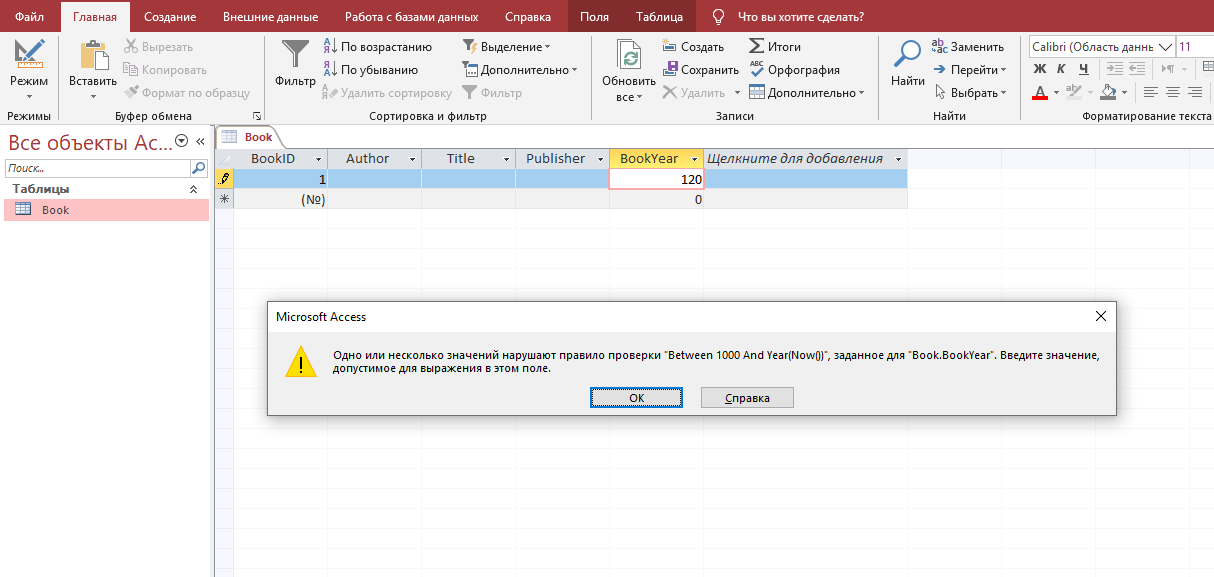 Файл Главная Создание Внешние данные Работа с базами данных Справка Поля Таблица Что вы хотите сделать?
Режим
Режимы
Вставить
Вырезать
Копировать
Формат по образцу
Буфер обмена
Фильтр
По возрастанию
По убыванию
Удалить сортировку
Выделение
Дополнительно
Фильтр
Сортировка и фильтр
Обновить
все
Создать
Сохранить
Удалить
Итоги
Орфография
Дополнительно
Записи
Найти
Заменить
Перейти
Выбрать
Найти
Calibri (Область данны 11
Ж К Ч
Форматирование текста
Все объекты Ac...
Поиск...
Таблицы
Book
Book
BookID Author Title Publisher BookYear Щелкните для добавления
1 120
(№) 0
Microsoft Access
Одно или несколько значений нарушают правило проверки "Between 1000 And Year(Now())", заданное для "Book.BookYear". Введите значение,
допустимое для выражения в этом поле.
ОК Справка